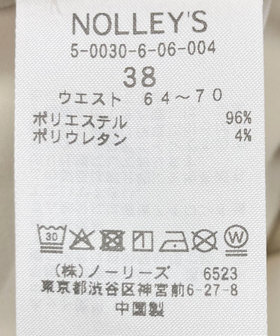 NOLLEY'S
5-0030-6-06-004
38
ウエスト 64～70
ポリエステル 96%
ポリウレタン 4%
30 W
(株)ノーリーズ 6523
東京都渋谷区神宮前6-27-8
中国製